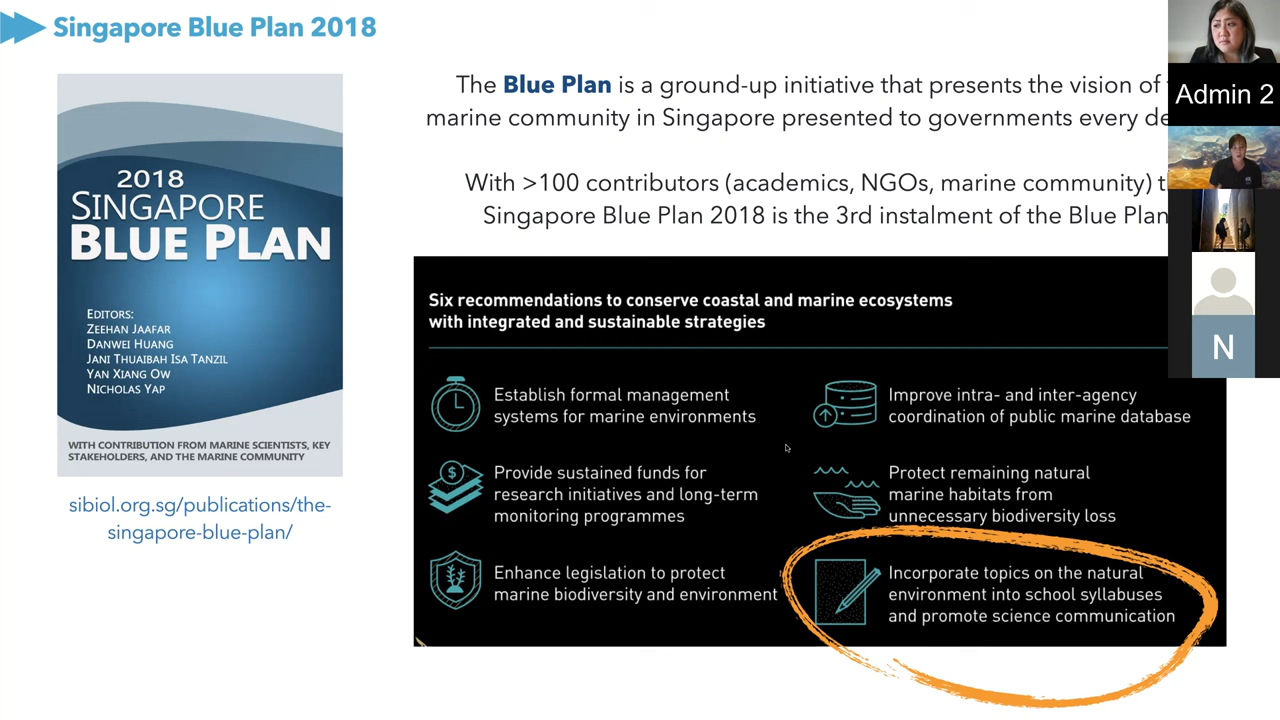 Singapore Blue Plan 2018
2018
SINGAPORE
BLUE PLAN
EDITORS:
ZEEHAN JAAFAR
DANWEI HUANG
JANI THUAIBAH ISA TANZIL
YAN XIANG OW
NICHOLAS YAP
WITH CONTRIBUTION FROM MARINE SCIENTISTS, KEY
STAKEHOLDERS, AND THE MARINE COMMUNITY
sibiol.org.sg/publications/the-
singapore-blue-plan/
The Blue Plan is a ground-up initiative that presents the vision of
marine community in Singapore presented to governments every
With >100 contributors (academics, NGOs, marine community)
Singapore Blue Plan 2018 is the 3rd instalment of the Blue Plan
Six recommendations to conserve coastal and marine ecosystems
with integrated and sustainable strategies
Establish formal management
systems for marine environments
Provide sustained funds for
research initiatives and long-term
monitoring programmes
Enhance legislation to protect
marine biodiversity and environment
Improve intra- and inter-agency
coordination of public marine database
Protect remaining natural
marine habitats from
unnecessary biodiversity loss
Incorporate topics on the natural
environment into school syllabuses
and promote science communication
Admin 2
N